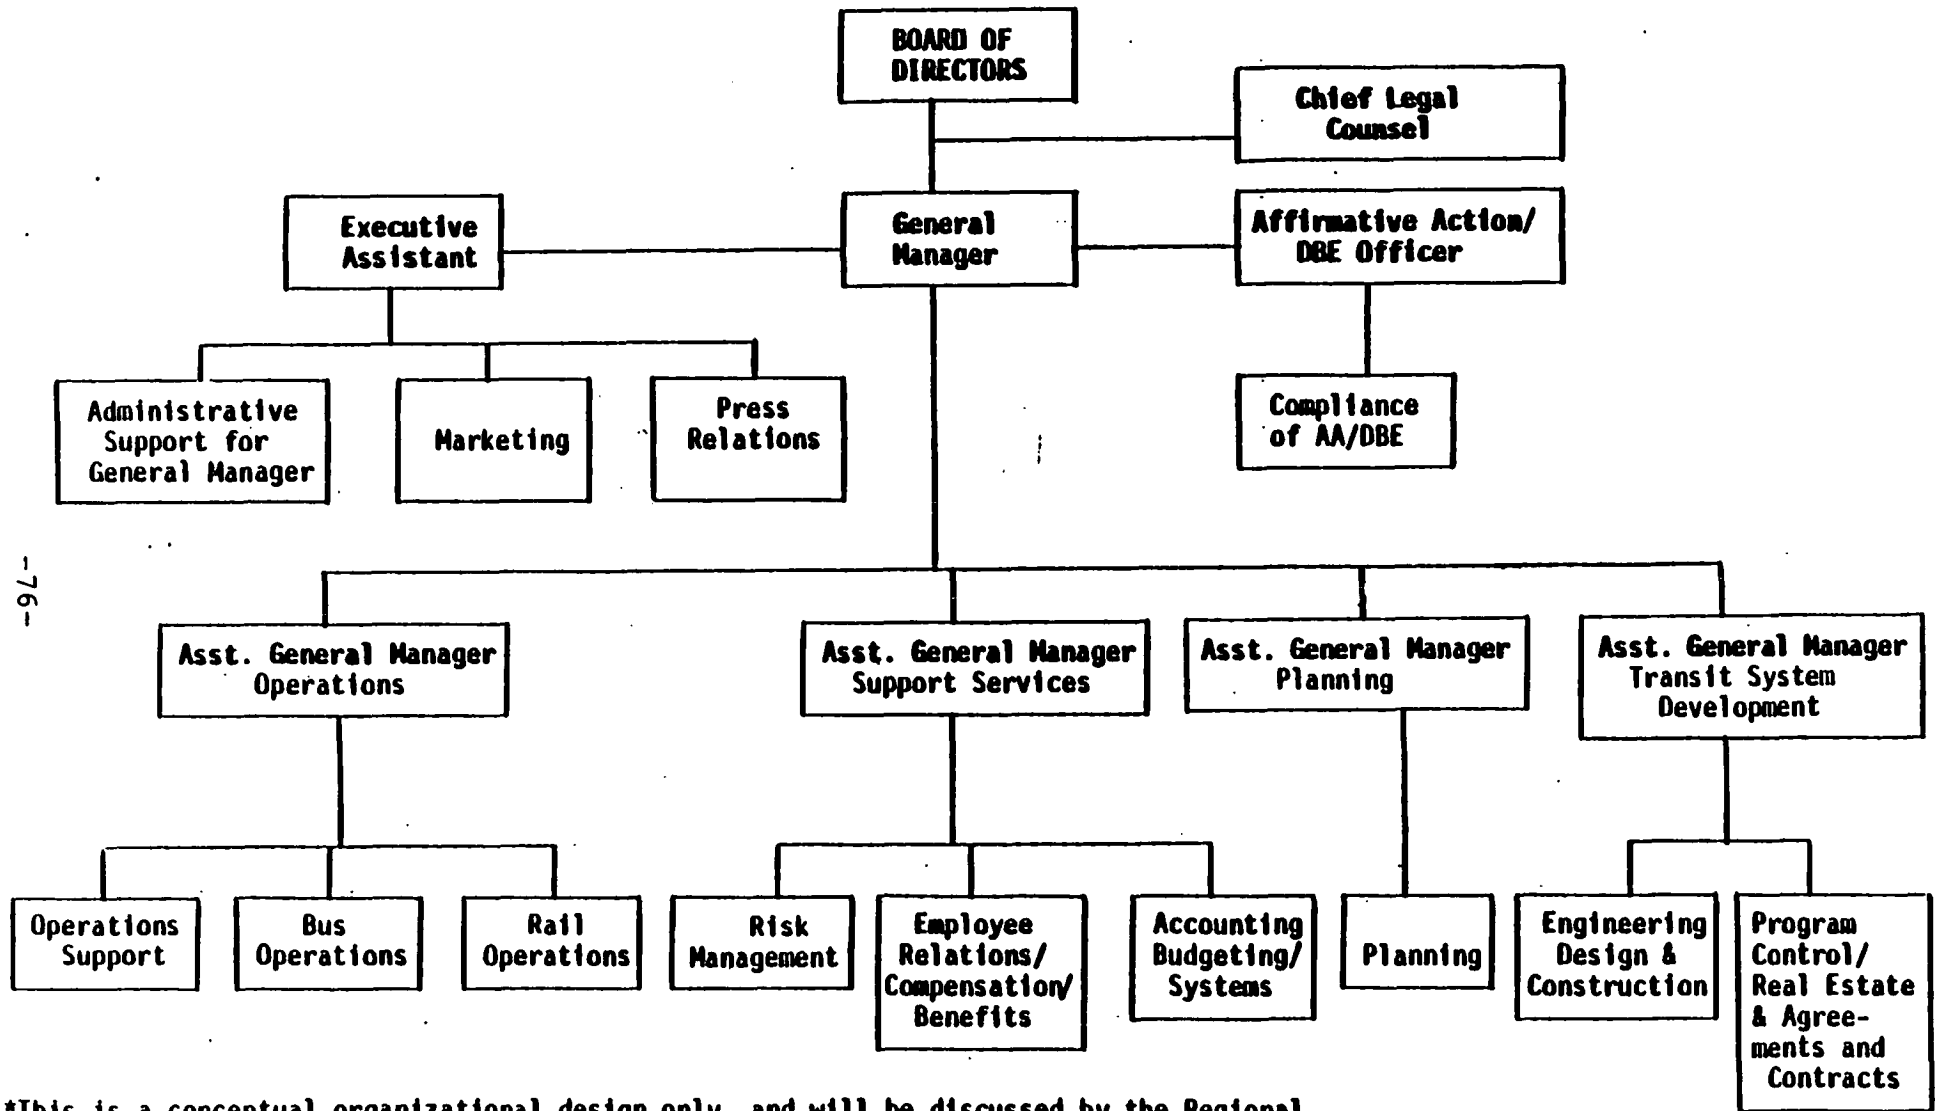 BOARD OF
DIRECTORS
Chief Legal
Counsel
Executive
Assistant
General
Manager
Affirmative Action/
DBE Officer
Administrative
Support for
General Manager
Marketing
Press
Relations
Compliance
of AA/DBE
-76-
Asst. General Manager
Operations
Asst. General Manager
Support Services
Asst. General Manager
Planning
Asst. General Manager
Transit System
Development
Operations
Support
Bus
Operations
Rail
Operations
Risk
Management
Employee
Relations/
Compensation/
Benefits
Accounting
Budgeting/
Systems
Planning
Engineering
Design &
Construction
Program
Control/
Real Estate
& Agree-
ments and
Contracts
*This is a conceptual organizational design only, and will be discussed by the Regional